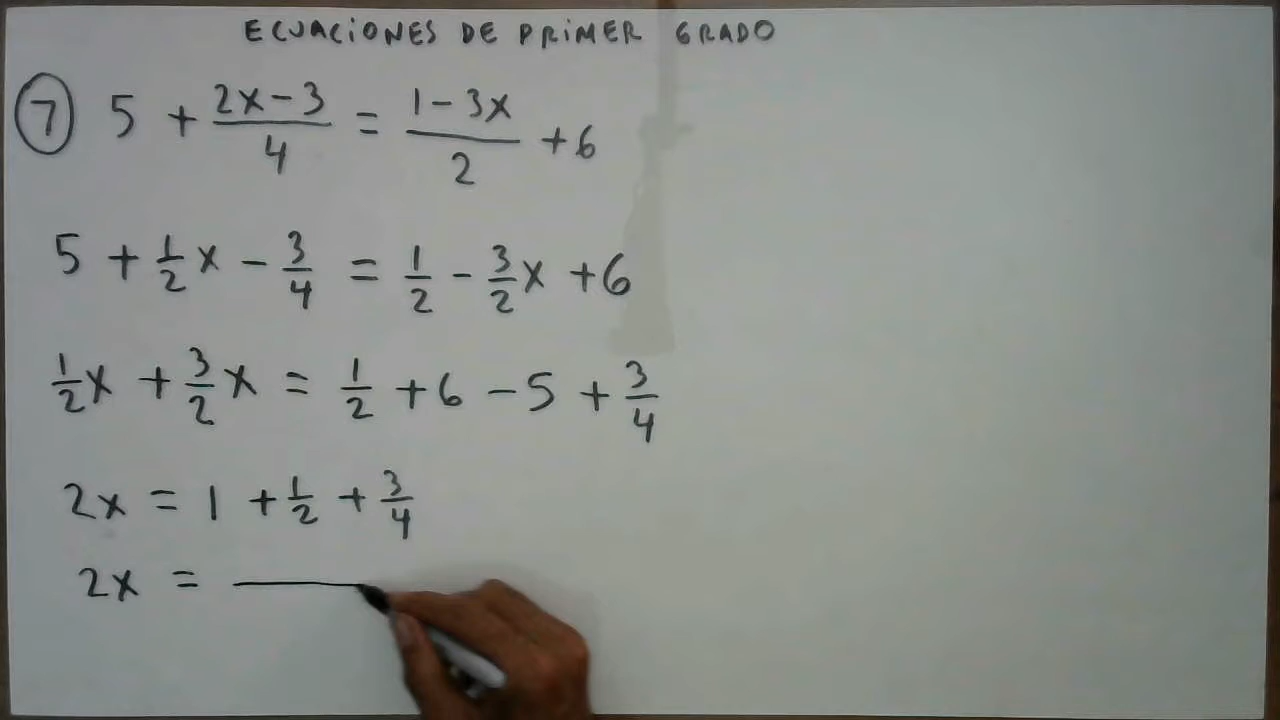 ECUACiONES DE PRiMER GRADO
7 5 + (2x - 3)/4 = (1 - 3x)/2 + 6
5 + 1/2 x - 3/4 = 1/2 - 3/2 x + 6
1/2 x + 3/2 x = 1/2 + 6 - 5 + 3/4
2x = 1 + 1/2 + 3/4
2x =